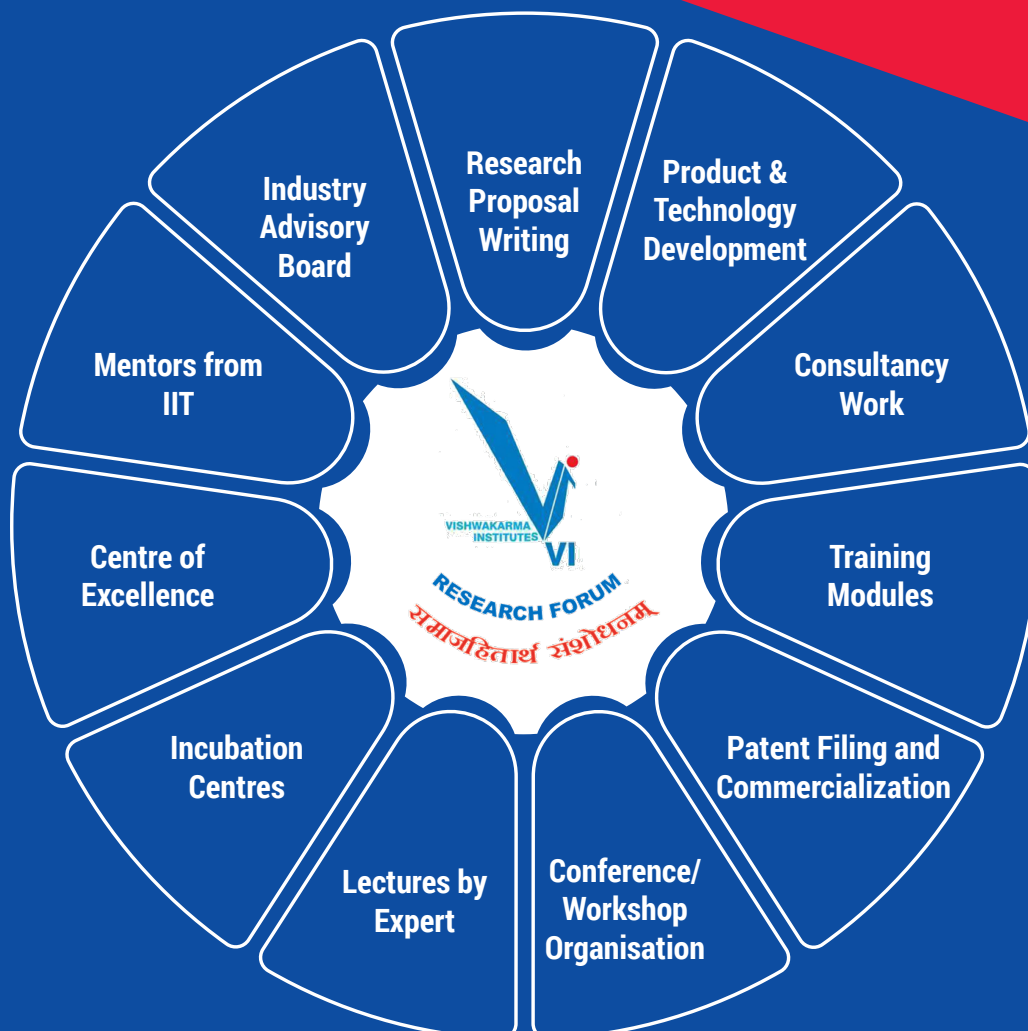 Research
Proposal
Writing
Product &
Technology
Development
Consultancy
Work
Training
Modules
Patent Filing and
Commercialization
Conference/
Workshop
Organisation
Lectures by
Expert
Incubation
Centres
Centre of
Excellence
Mentors from
IIT
Industry
Advisory
Board
VISHWAKARMA
INSTITUTES
VI
RESEARCH FORUM
समाजहितार्थ संशोधनम्